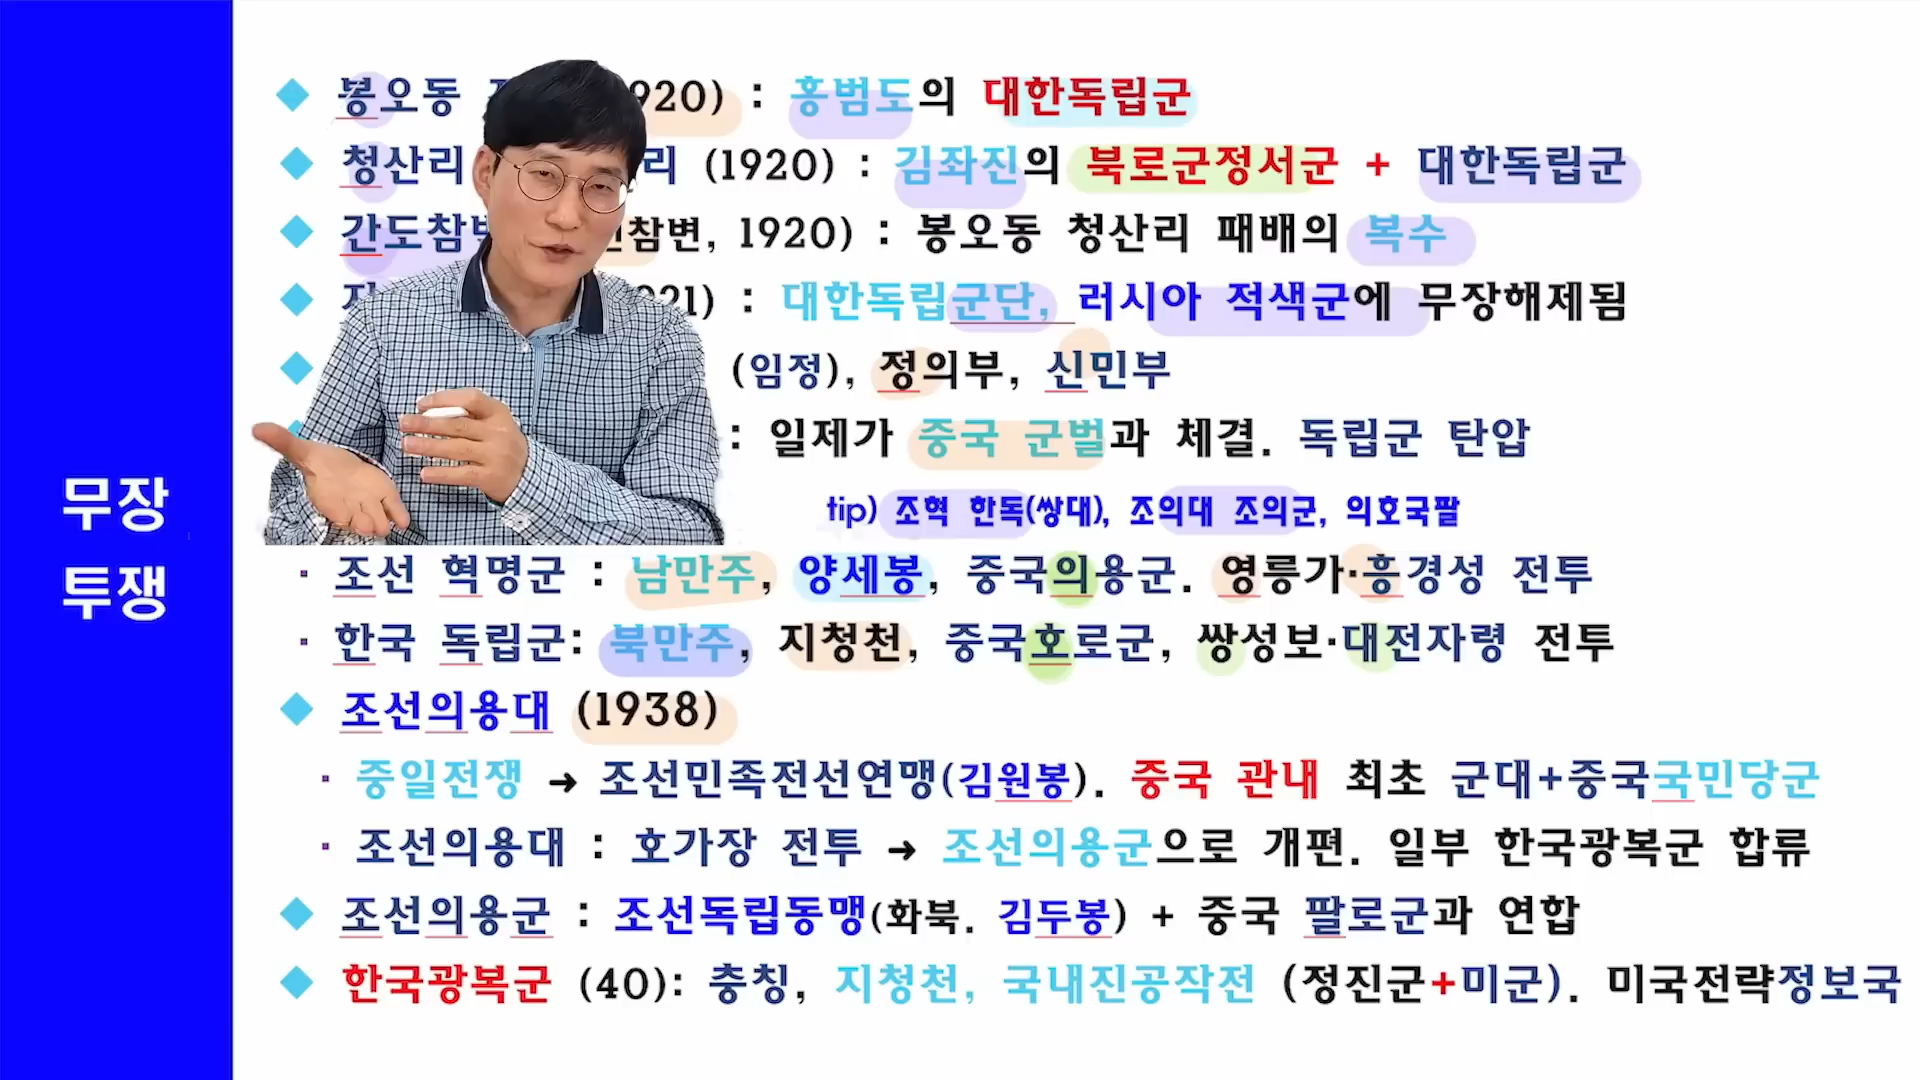 무장
투쟁
봉오동 920) : 홍범도의 대한독립군
청산리 리 (1920) : 김좌진의 북로군정서군 + 대한독립군
간도참변 참변, 1920) : 봉오동 청산리 패배의 복수
921) : 대한독립군단, 러시아 적색군에 무장해제됨
(임정), 정의부, 신민부
: 일제가 중국 군벌과 체결. 독립군 탄압
tip) 조혁 한독(쌍대), 조의대 조의군, 의호국팔
· 조선 혁명군 : 남만주, 양세봉, 중국의용군. 영릉가·흥경성 전투
· 한국 독립군: 북만주, 지청천, 중국호로군, 쌍성보·대전자령 전투
조선의용대 (1938)
· 중일전쟁 → 조선민족전선연맹(김원봉). 중국 관내 최초 군대+중국국민당군
· 조선의용대 : 호가장 전투 → 조선의용군으로 개편. 일부 한국광복군 합류
조선의용군 : 조선독립동맹(화북. 김두봉) + 중국 팔로군과 연합
한국광복군 (40): 충칭, 지청천, 국내진공작전 (정진군+미군). 미국전략정보국